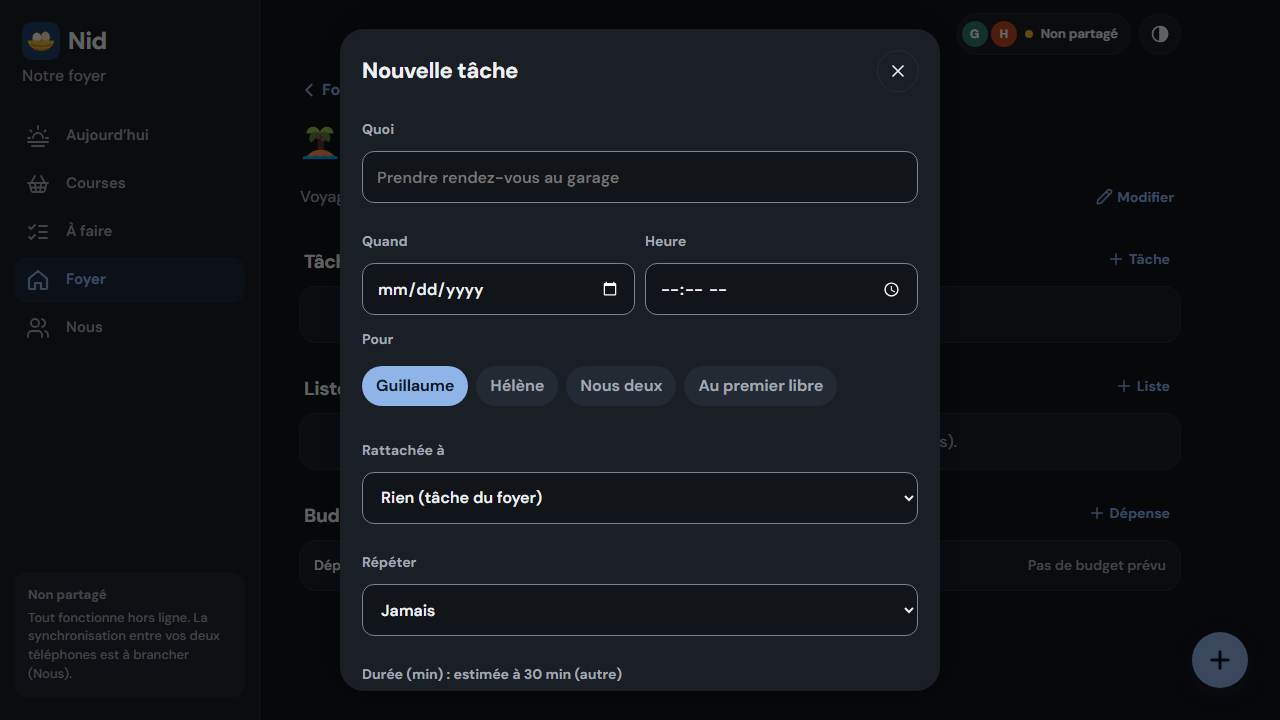 Nid
Notre foyer
Aujourd'hui
Courses
À faire
Foyer
Nous
Non partagé
Tout fonctionne hors ligne. La
synchronisation entre vos deux
téléphones est à brancher
(Nous).
G H Non partagé
Modifier
Tâche
Liste
s).
Dépense
Pas de budget prévu
Nouvelle tâche
Quoi
Prendre rendez-vous au garage
Quand Heure
mm/dd/yyyy --:-- --
Pour
Guillaume Hélène Nous deux Au premier libre
Rattachée à
Rien (tâche du foyer)
Répéter
Jamais
Durée (min) : estimée à 30 min (autre)